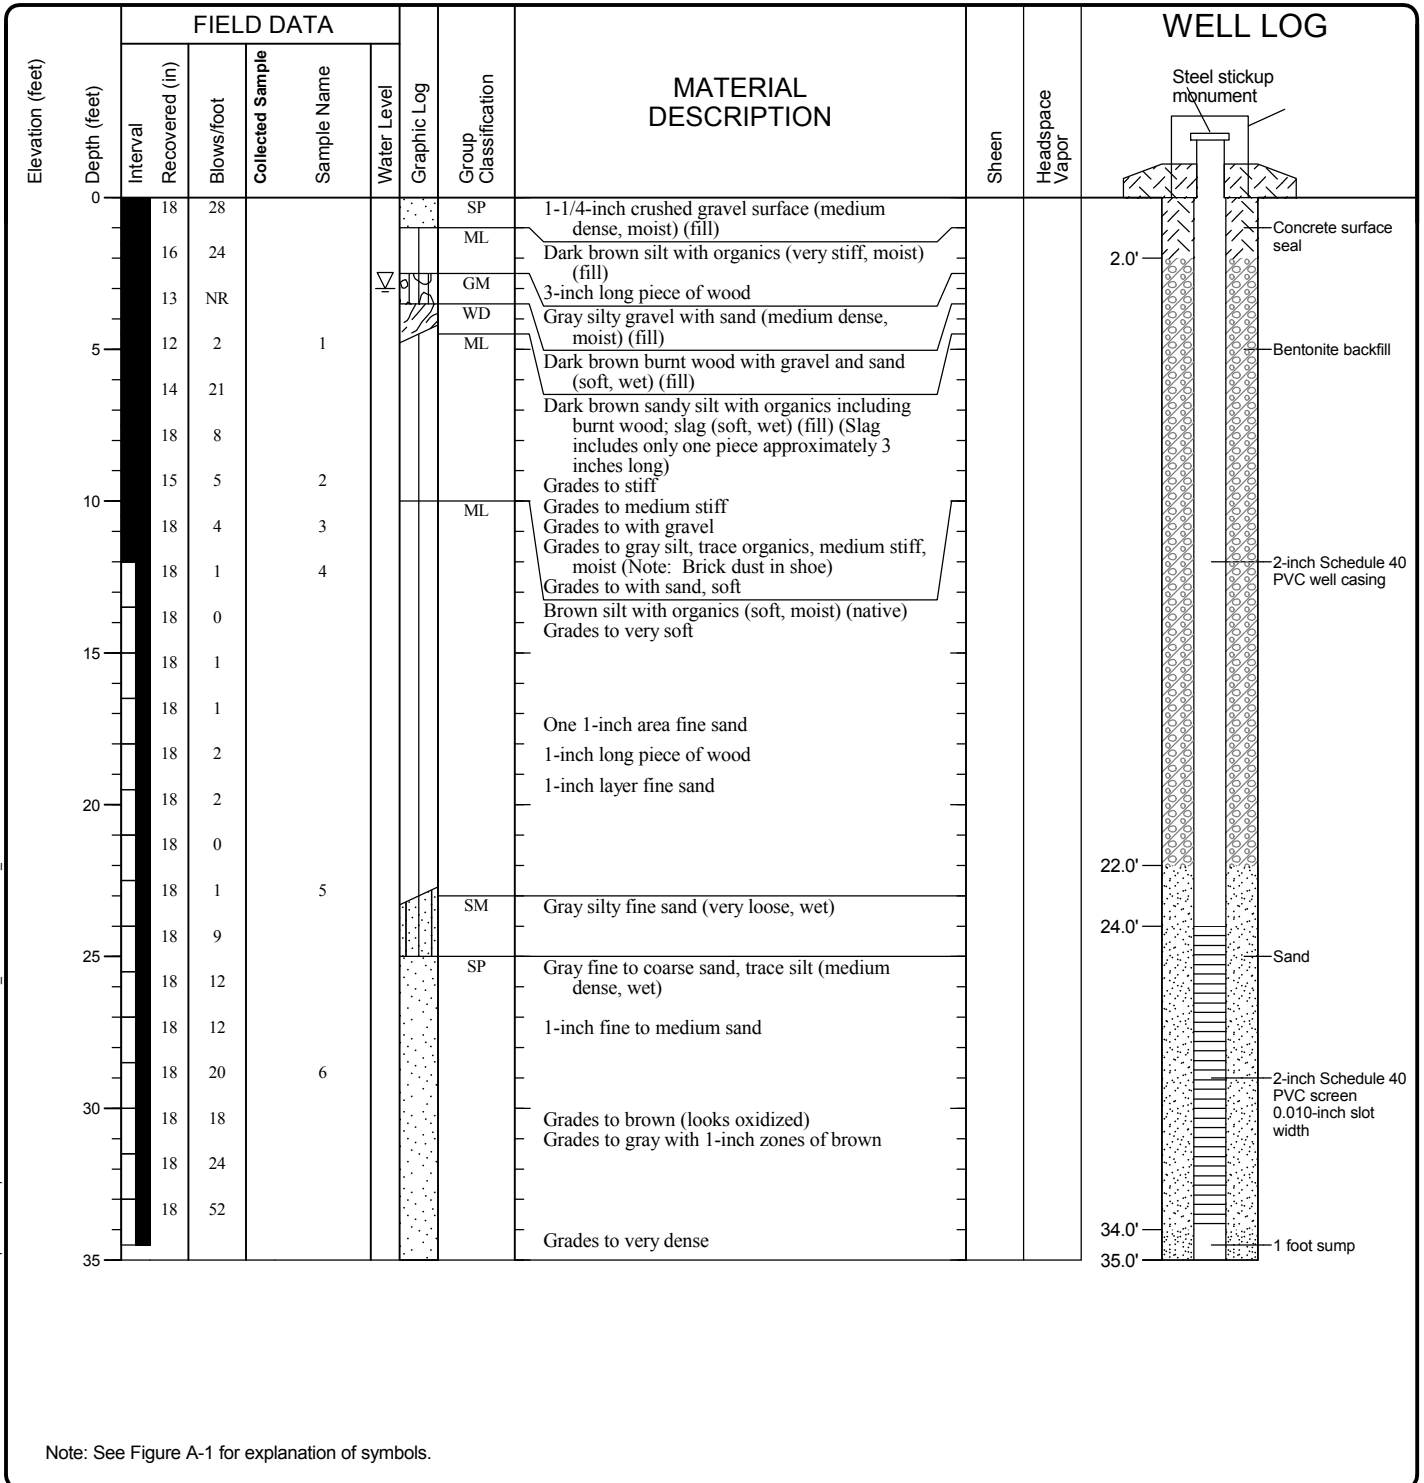 FIELD DATA
WELL LOG
Elevation (feet)
Depth (feet)
Interval
Recovered (in)
Blows/foot
Collected Sample
Sample Name
Water Level
Graphic Log
Group
Classification
MATERIAL
DESCRIPTION
Sheen
Headspace
Vapor
Steel stickup
monument
0
18 28
SP
1-1/4-inch crushed gravel surface (medium
dense, moist) (fill)
Concrete surface
seal
ML
16 24
Dark brown silt with organics (very stiff, moist)
(fill)
2.0'
GM
3-inch long piece of wood
13 NR
WD
Gray silty gravel with sand (medium dense,
moist) (fill)
5
12 2 1
ML
Bentonite backfill
Dark brown burnt wood with gravel and sand
(soft, wet) (fill)
14 21
Dark brown sandy silt with organics including
burnt wood; slag (soft, wet) (fill) (Slag
includes only one piece approximately 3
inches long)
18 8
15 5 2
Grades to stiff
10
ML
Grades to medium stiff
18 4 3
Grades to with gravel
Grades to gray silt, trace organics, medium stiff,
moist (Note: Brick dust in shoe)
2-inch Schedule 40
PVC well casing
18 1 4
Grades to with sand, soft
18 0
Brown silt with organics (soft, moist) (native)
Grades to very soft
15
18 1
18 1
One 1-inch area fine sand
18 2
1-inch long piece of wood
18 2
1-inch layer fine sand
20
18 0
22.0'
18 1 5
SM
Gray silty fine sand (very loose, wet)
18 9
24.0'
25
Sand
SP
Gray fine to coarse sand, trace silt (medium
dense, wet)
18 12
18 12
1-inch fine to medium sand
18 20 6
2-inch Schedule 40
PVC screen
0.010-inch slot
width
30
18 18
Grades to brown (looks oxidized)
Grades to gray with 1-inch zones of brown
18 24
18 52
34.0'
Grades to very dense
1 foot sump
35
35.0'
Note: See Figure A-1 for explanation of symbols.